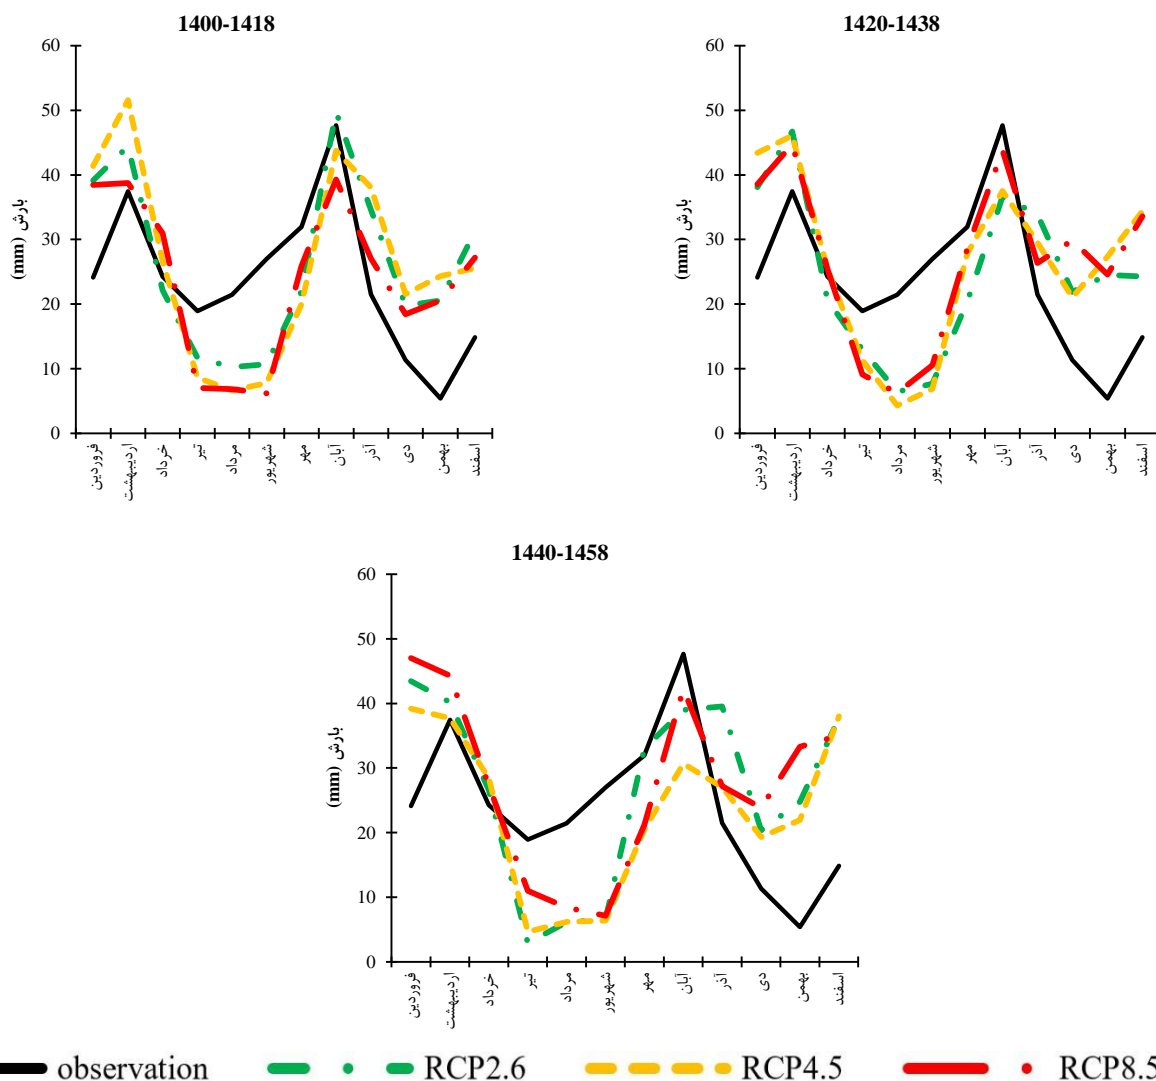 1400-1418
60
50
40
30
20
10
0
بارش (mm)
فروردین
اردیبهشت
خرداد
تیر
مرداد
شهریور
مهر
آبان
آذر
دی
بهمن
اسفند
1420-1438
60
50
40
30
20
10
0
بارش (mm)
فروردین
اردیبهشت
خرداد
تیر
مرداد
شهریور
مهر
آبان
آذر
دی
بهمن
اسفند
1440-1458
60
50
40
30
20
10
0
بارش (mm)
فروردین
اردیبهشت
خرداد
تیر
مرداد
شهریور
مهر
آبان
آذر
دی
بهمن
اسفند
observation RCP2.6 RCP4.5 RCP8.5